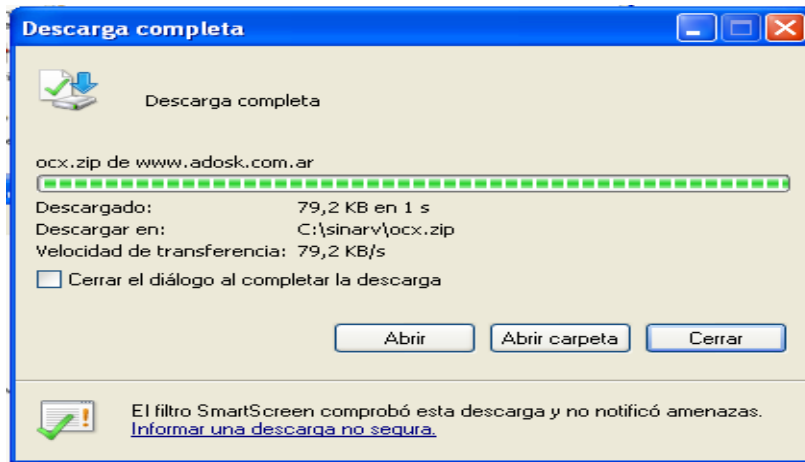 Descarga completa
Descarga completa
ocx.zip de www.adosk.com.ar
Descargado: 79,2 KB en 1 s
Descargar en: C:\sinarv\ocx.zip
Velocidad de transferencia: 79,2 KB/s
Cerrar el diálogo al completar la descarga
Abrir Abrir carpeta Cerrar
El filtro SmartScreen comprobó esta descarga y no notificó amenazas.
Informar una descarga no segura.